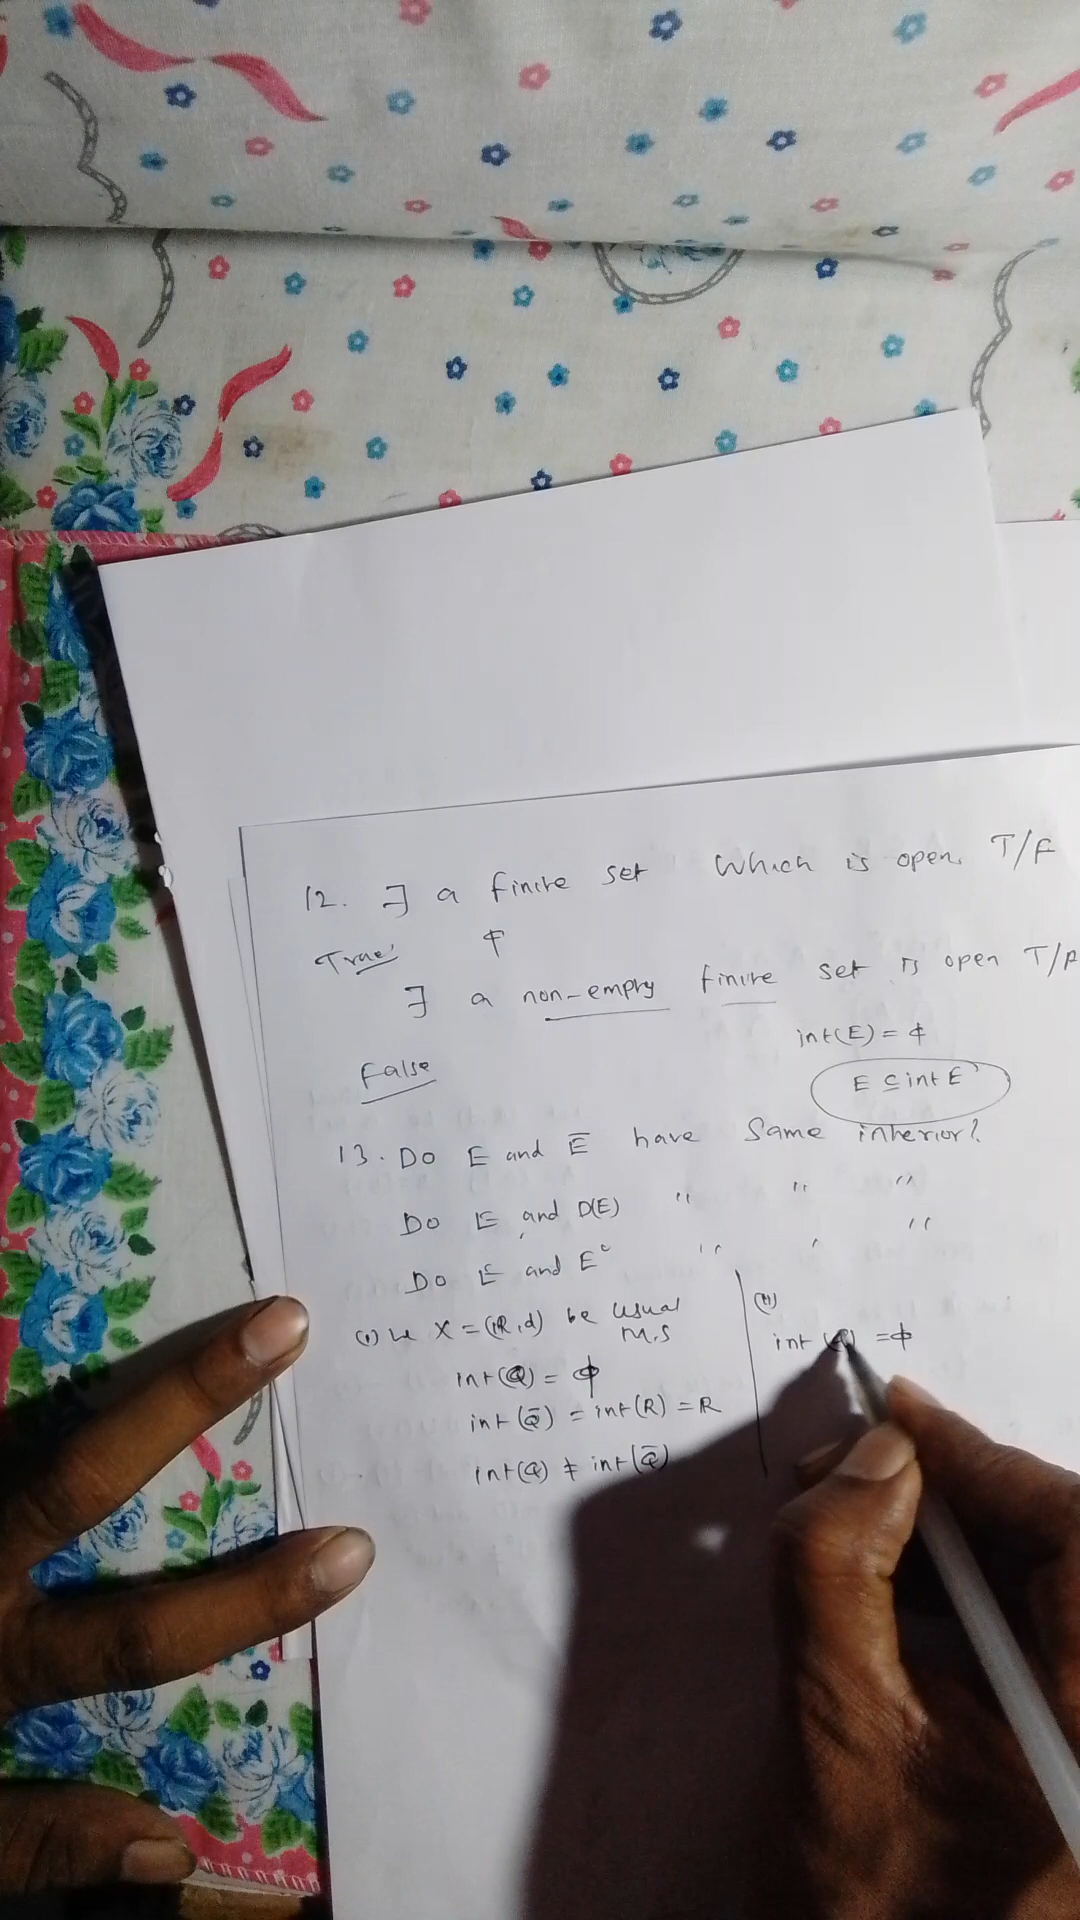 12. ∃ a finite set which is open. T/F
True ϕ
∃ a non-empty finite set is open T/F
int(E) = ϕ
False
E ⊆ int E
13. Do E and Ē have same interior?
Do E and D(E) " " "
Do E and E° " " "
(i) Le X = (R,d) be usual
M.S
int(Q) = ϕ
int(Q̄) = int(R) = R
int(Q) ≠ int(Q̄)
(ii)
int (Q) = ϕ